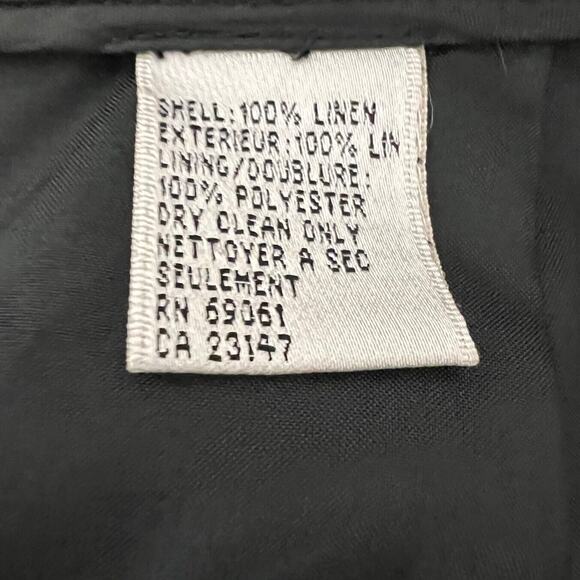 SHELL:100% LINEN
EXTERIEUR:100% LIN
LINING/DOUBLURE:
100% POLYESTER
DRY CLEAN ONLY
NETTOYER A SEC
SEULEMENT
RN 69061
CA 23147